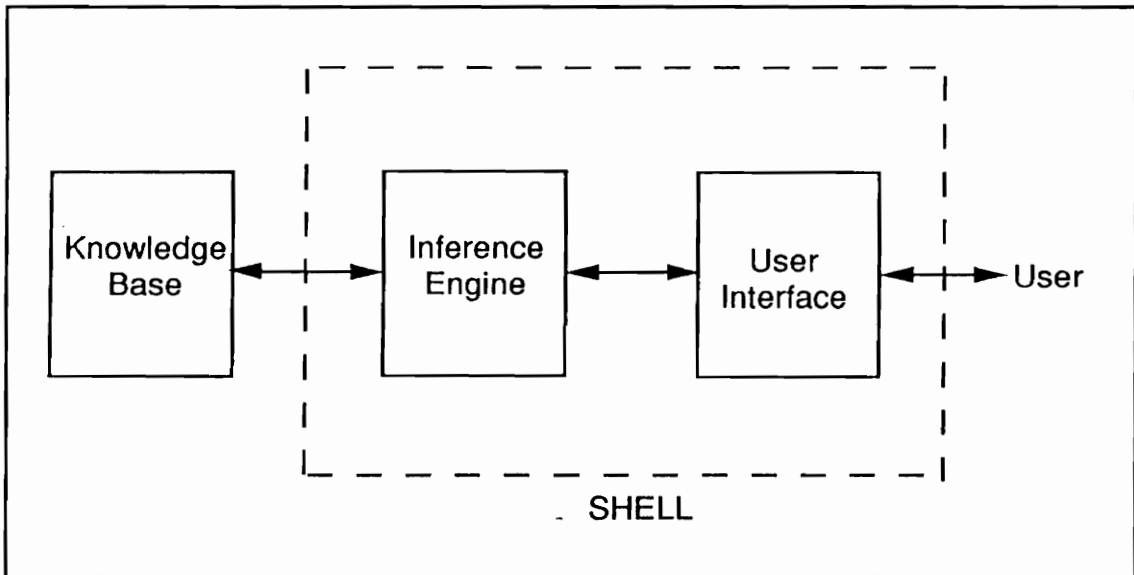 Knowledge
Base
Inference
Engine
User
Interface
User
SHELL